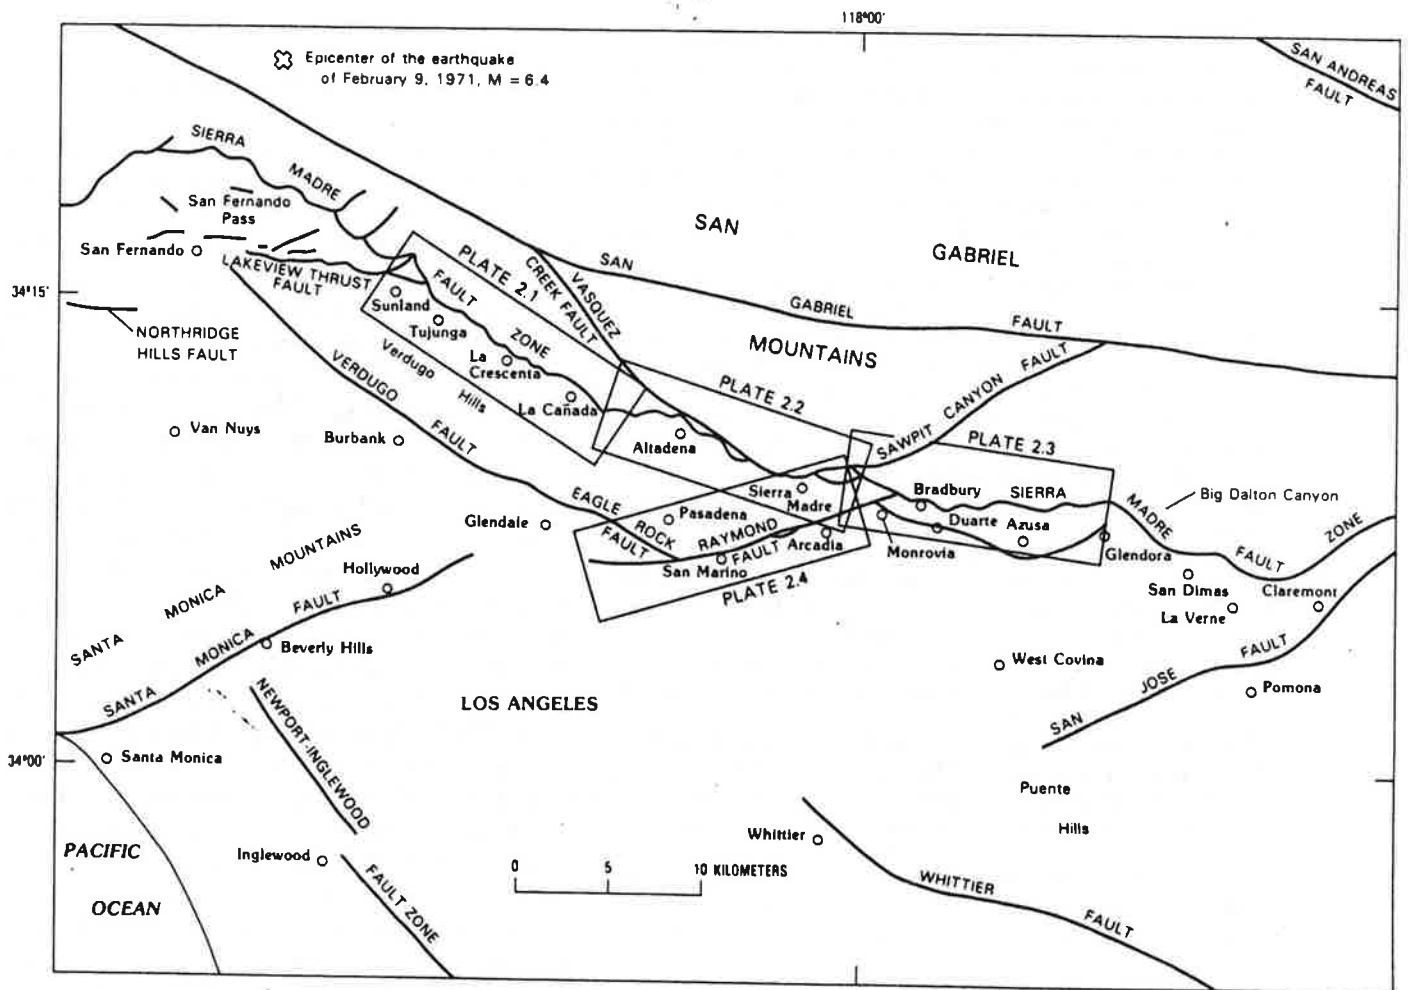 118°00'
Epicenter of the earthquake
of February 9, 1971, M = 6.4
SAN ANDREAS
FAULT
SIERRA
MADRE
San Fernando
Pass
San Fernando
LAKEVIEW THRUST
FAULT
34°15'
NORTHRIDGE
HILLS FAULT
PLATE 2.1
FAULT
ZONE
Sunland
Tujunga
La
Crescenta
La Cañada
Verdugo
Hills
VASQUEZ
CREEK FAULT
SAN
GABRIEL
MOUNTAINS
SAN
GABRIEL
FAULT
VERDUGO
FAULT
Van Nuys
Burbank
PLATE 2.2
Altadena
SAWPIT
CANYON
FAULT
PLATE 2.3
Glendale
EAGLE
ROCK
FAULT
Pasadena
Sierra
Madre
RAYMOND
FAULT
Arcadia
San Marino
PLATE 2.4
Bradbury
SIERRA
Duarte
Azusa
Monrovia
MADRE
Big Dalton Canyon
Glendora
FAULT
ZONE
San Dimas
La Verne
Claremont
SANTA
MONICA
MOUNTAINS
Hollywood
SANTA
MONICA
FAULT
Beverly Hills
West Covina
SAN
JOSE
FAULT
Pomona
LOS ANGELES
NEWPORT-INGLEWOOD
FAULT ZONE
34°00'
Santa Monica
Puente
Hills
PACIFIC
OCEAN
Inglewood
Whittier
0
5
10 KILOMETERS
WHITTIER
FAULT